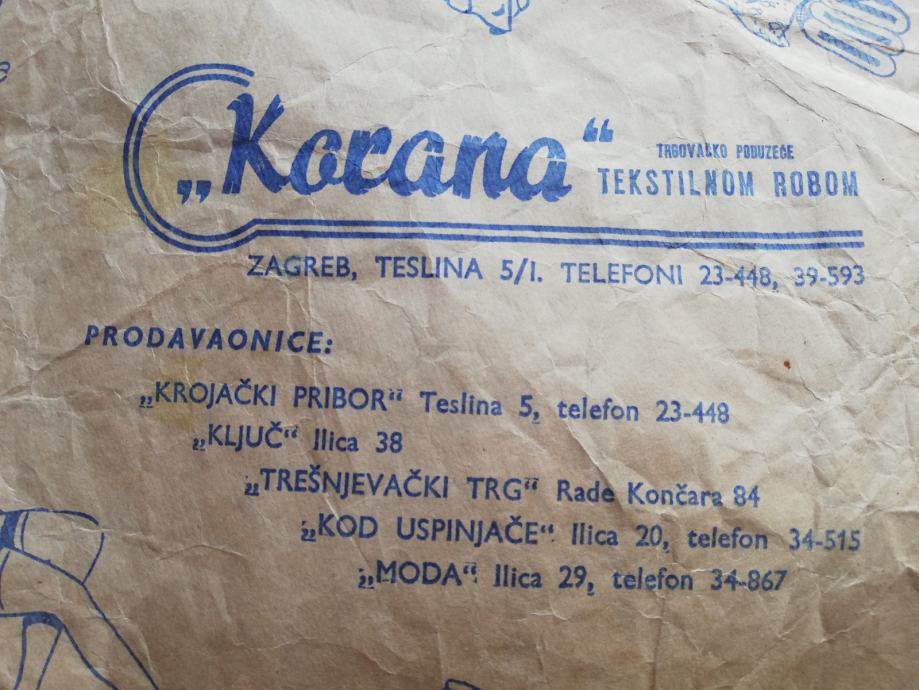 „Korana“
TRGOVAČKO PODUZEĆE
TEKSTILNOM ROBOM
ZAGREB, TESLINA 5/I. TELEFONI 23-448, 39-593
PRODAVAONICE:
„KROJAČKI PRIBOR“ Teslina 5, telefon 23-448
„KLJUČ“ Ilica 38
„TREŠNJEVAČKI TRG“ Rade Končara 84
„KOD USPINJAČE“ Ilica 20, telefon 34-515
„MODA“ Ilica 29, telefon 34-867